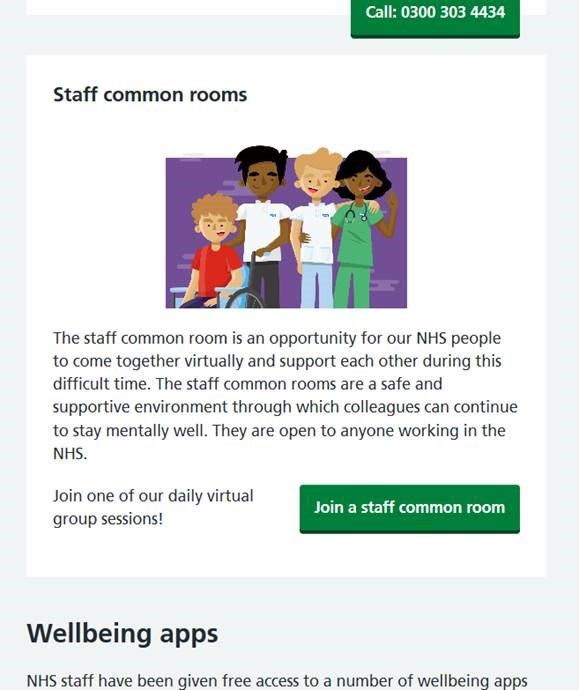 Call: 0300 303 4434
Staff common rooms
The staff common room is an opportunity for our NHS people
to come together virtually and support each other during this
difficult time. The staff common rooms are a safe and
supportive environment through which colleagues can continue
to stay mentally well. They are open to anyone working in the
NHS.
Join one of our daily virtual
group sessions!
Join a staff common room
Wellbeing apps
NHS staff have been given free access to a number of wellbeing apps